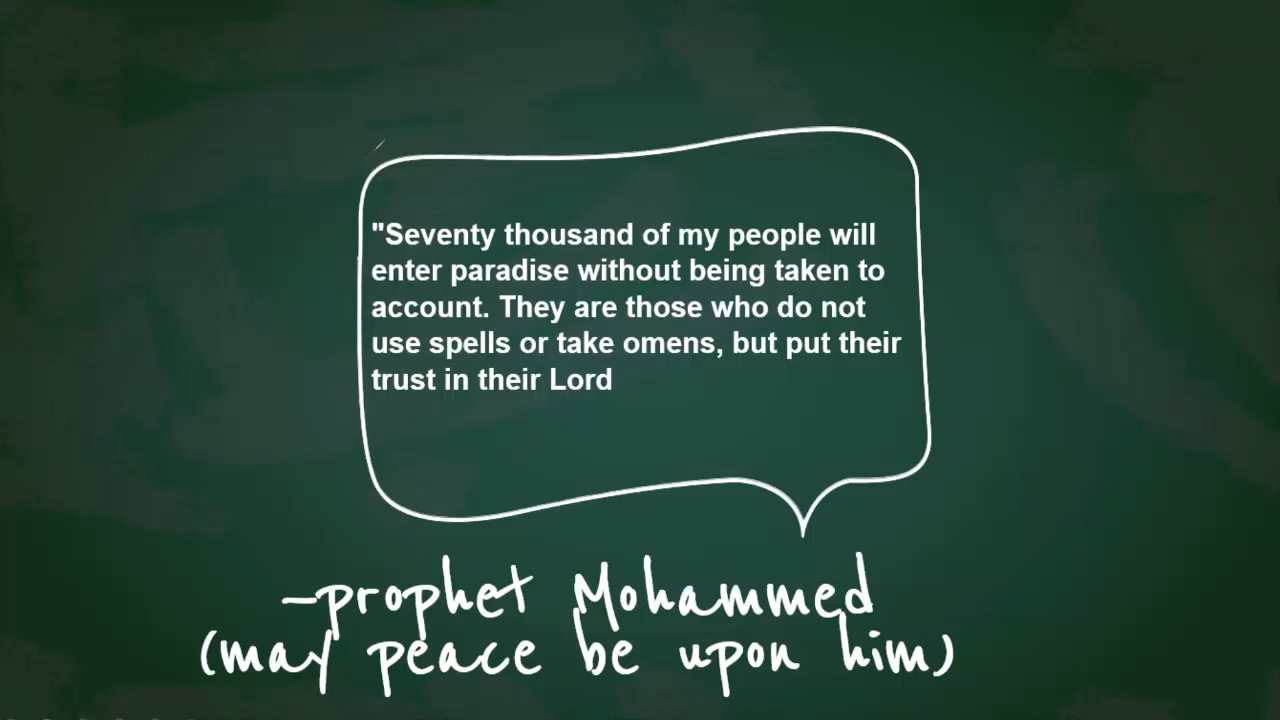 "Seventy thousand of my people will
enter paradise without being taken to
account. They are those who do not
use spells or take omens, but put their
trust in their Lord
–prophet Mohammed
(may peace be upon him)